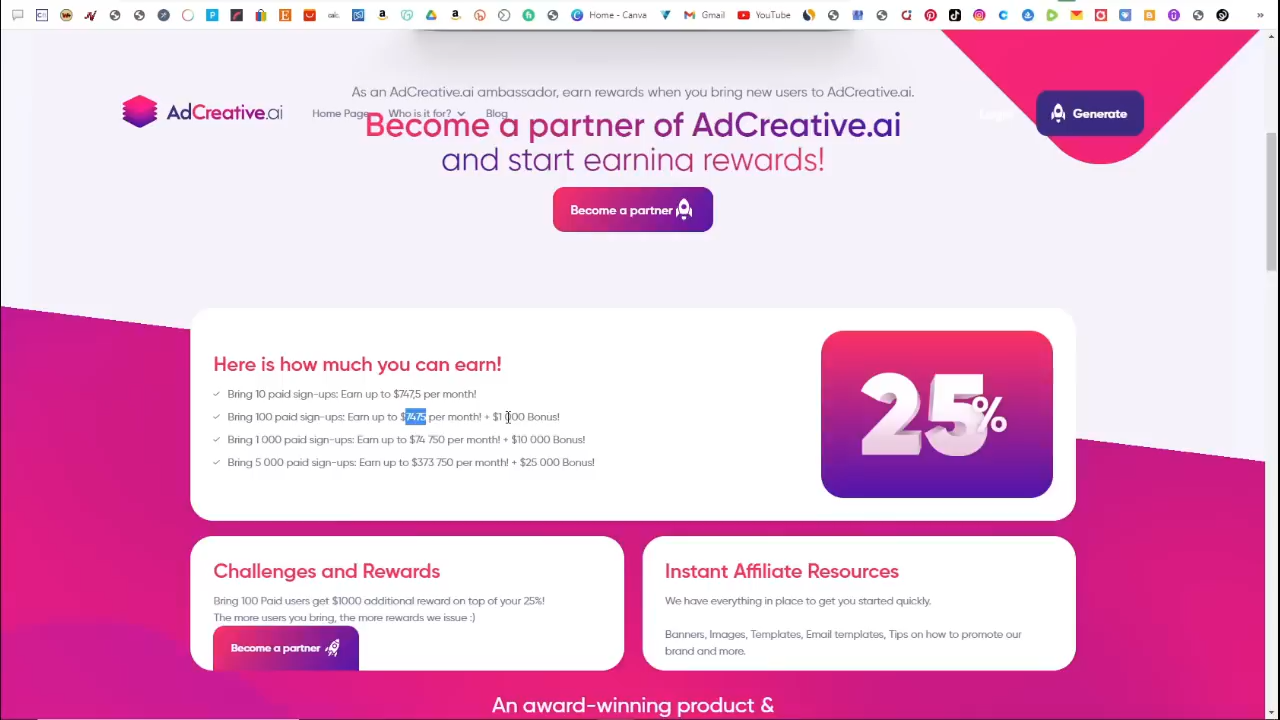 Home - Canva
Gmail
YouTube
»
As an AdCreative.ai ambassador, earn rewards when you bring new users to AdCreative.ai.
AdCreative.ai
Home Page
Who is it for?
Blog
Login
Generate
Become a partner of AdCreative.ai
and start earning rewards!
Become a partner
Here is how much you can earn!
Bring 10 paid sign-ups: Earn up to $747,5 per month!
Bring 100 paid sign-ups: Earn up to $7475 per month! + $1 000 Bonus!
Bring 1 000 paid sign-ups: Earn up to $74 750 per month! + $10 000 Bonus!
Bring 5 000 paid sign-ups: Earn up to $373 750 per month! + $25 000 Bonus!
25%
Challenges and Rewards
Bring 100 Paid users get $1000 additional reward on top of your 25%!
The more users you bring, the more rewards we issue :)
Become a partner
Instant Affiliate Resources
We have everything in place to get you started quickly.
Banners, Images, Templates, Email templates, Tips on how to promote our
brand and more.
An award-winning product &